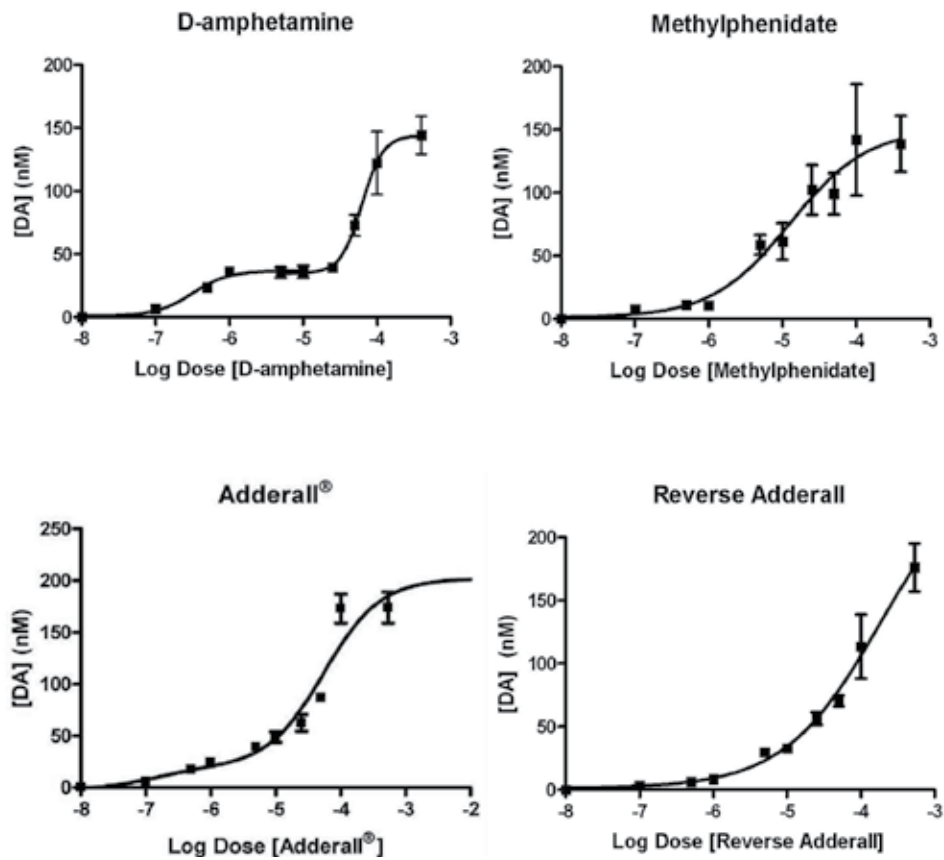 D-amphetamine
200
150
100
50
0
[DA] (nM)
-8 -7 -6 -5 -4 -3
Log Dose [D-amphetamine]
Methylphenidate
200
150
100
50
0
[DA] (nM)
-8 -7 -6 -5 -4 -3
Log Dose [Methylphenidate]
Adderall®
250
200
150
100
50
0
[DA] (nM)
-8 -7 -6 -5 -4 -3 -2
Log Dose [Adderall®]
Reverse Adderall
200
150
100
50
0
[DA] (nM)
-8 -7 -6 -5 -4 -3
Log Dose [Reverse Adderall]